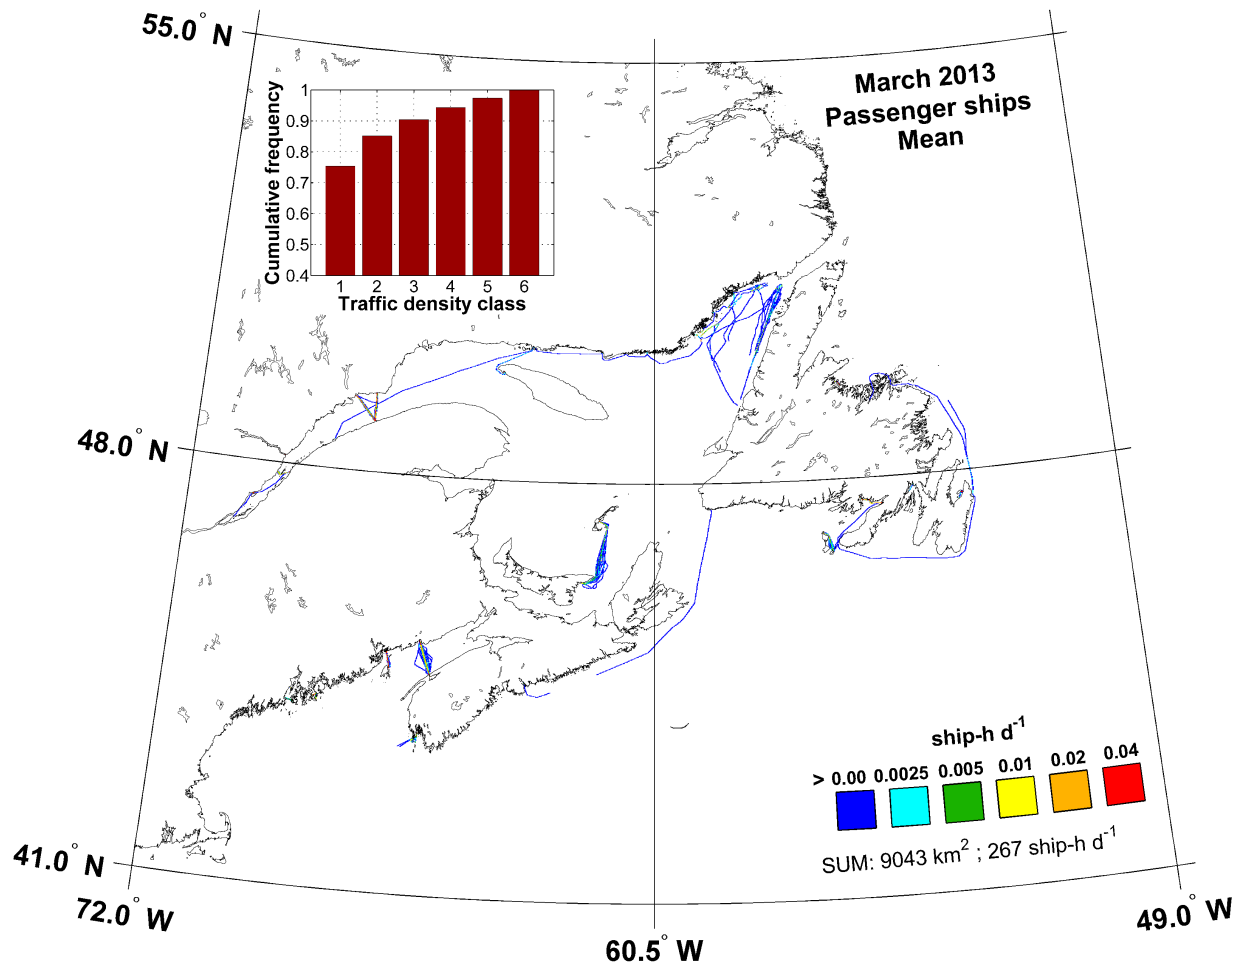 55.0° N
March 2013
Passenger ships
Mean
Cumulative frequency
1
0.9
0.8
0.7
0.6
0.5
0.4
1 2 3 4 5 6
Traffic density class
48.0° N
ship-h d-1
> 0.00 0.0025 0.005 0.01 0.02 0.04
SUM: 9043 km2 ; 267 ship-h d-1
41.0° N
72.0° W
60.5° W
49.0° W